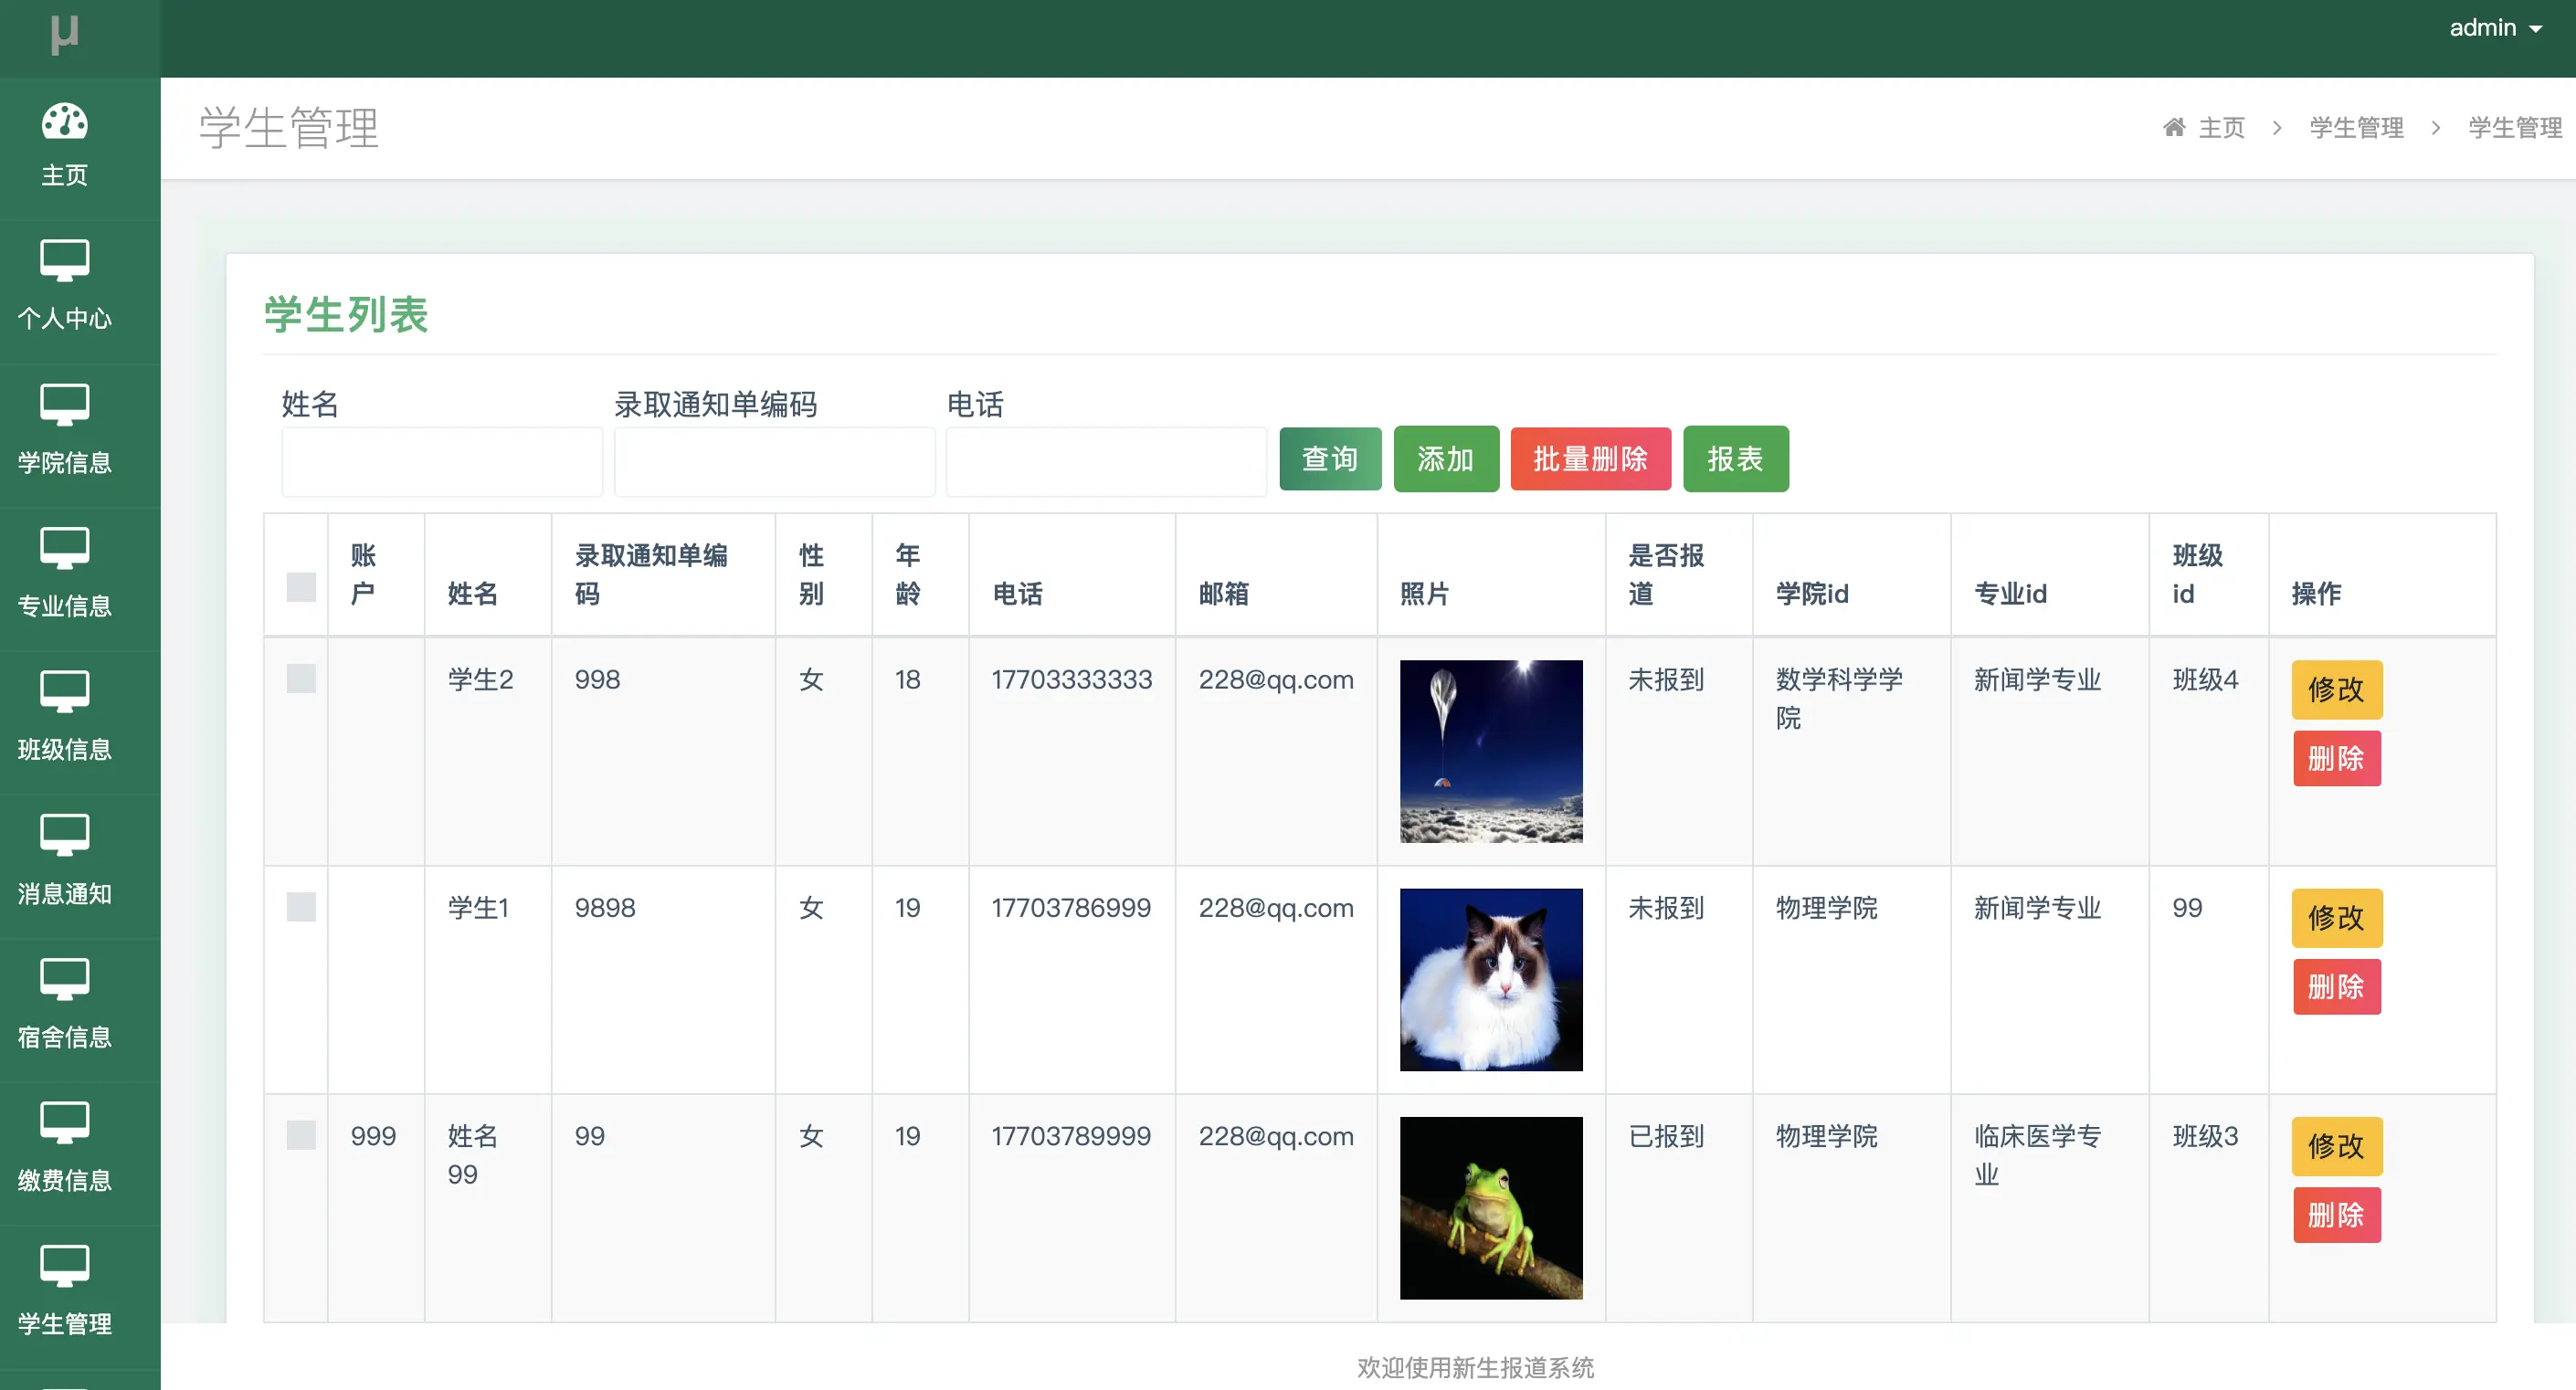 μ
admin
主页
个人中心
学院信息
专业信息
班级信息
消息通知
宿舍信息
缴费信息
学生管理
学生管理
主页 > 学生管理 > 学生管理
学生列表
姓名 录取通知单编码 电话
查询 添加 批量删除 报表
账户 姓名 录取通知单编码 性别 年龄 电话 邮箱 照片 是否报道 学院id 专业id 班级id 操作
学生2 998 女 18 17703333333 228@qq.com 未报到 数学科学学院 新闻学专业 班级4 修改
删除
学生1 9898 女 19 17703786999 228@qq.com 未报到 物理学院 新闻学专业 99 修改
删除
999 姓名99 99 女 19 17703789999 228@qq.com 已报到 物理学院 临床医学专业 班级3 修改
删除
欢迎使用新生报道系统